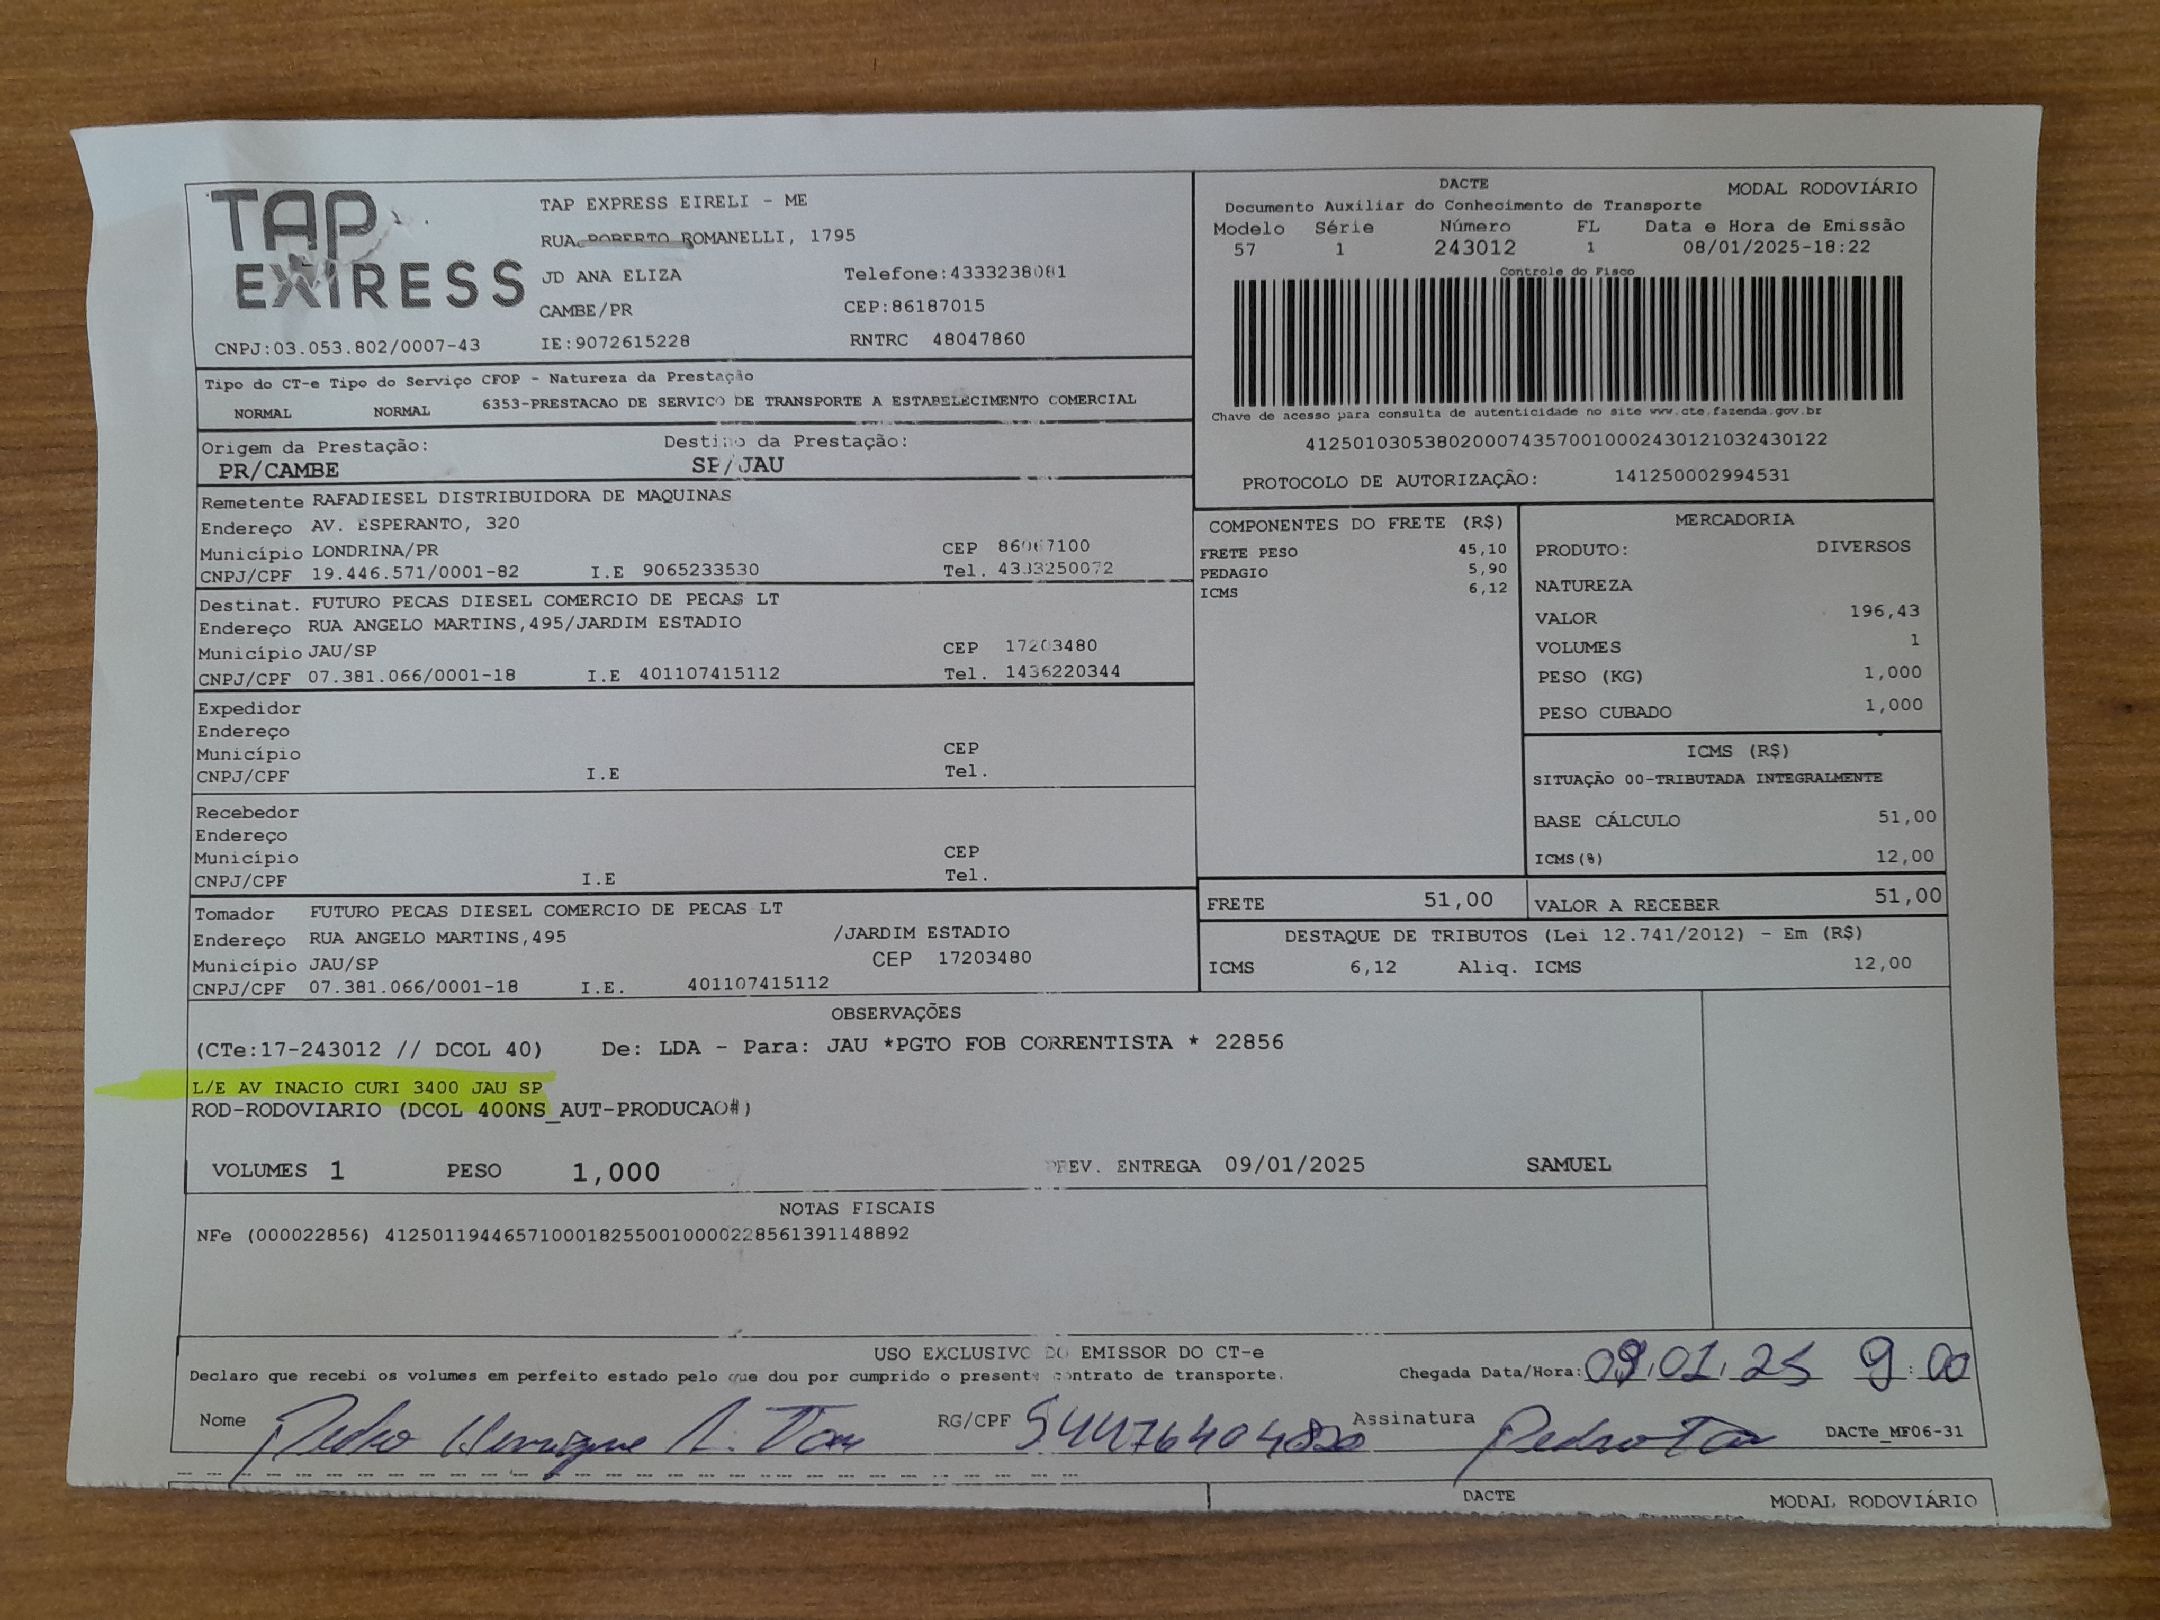 TAP
EXPRESS
TAP EXPRESS EIRELI - ME
RUA ROBERTO ROMANELLI, 1795
JD ANA ELIZA Telefone:4333238081
CAMBE/PR CEP:86187015
CNPJ:03.053.802/0007-43 IE:9072615228 RNTRC 48047860
DACTE MODAL RODOVIÁRIO
Documento Auxiliar do Conhecimento de Transporte
Modelo Série Número FL Data e Hora de Emissão
57 1 243012 1 08/01/2025-18:22
Controle do Fisco
Chave de acesso para consulta de autenticidade no site www.cte.fazenda.gov.br
41250103053802000743570010002430121032430122
PROTOCOLO DE AUTORIZAÇÃO: 141250002994531
Tipo do CT-e Tipo do Serviço CFOP - Natureza da Prestação
NORMAL NORMAL 6353-PRESTACAO DE SERVICO DE TRANSPORTE A ESTABELECIMENTO COMERCIAL
Origem da Prestação: Destino da Prestação:
PR/CAMBE SP/JAU
Remetente RAFADIESEL DISTRIBUIDORA DE MAQUINAS
Endereço AV. ESPERANTO, 320
Município LONDRINA/PR CEP 86067100
CNPJ/CPF 19.446.571/0001-82 I.E 9065233530 Tel. 4333250072
Destinat. FUTURO PECAS DIESEL COMERCIO DE PECAS LT
Endereço RUA ANGELO MARTINS,495/JARDIM ESTADIO
Município JAU/SP CEP 17203480
CNPJ/CPF 07.381.066/0001-18 I.E 401107415112 Tel. 1436220344
Expedidor
Endereço
Município CEP
CNPJ/CPF I.E Tel.
Recebedor
Endereço
Município CEP
CNPJ/CPF I.E Tel.
Tomador FUTURO PECAS DIESEL COMERCIO DE PECAS LT
Endereço RUA ANGELO MARTINS,495 /JARDIM ESTADIO
Município JAU/SP CEP 17203480
CNPJ/CPF 07.381.066/0001-18 I.E. 401107415112
COMPONENTES DO FRETE (R$)
FRETE PESO 45,10
PEDAGIO 5,90
ICMS 6,12
MERCADORIA
PRODUTO: DIVERSOS
NATUREZA
VALOR 196,43
VOLUMES 1
PESO (KG) 1,000
PESO CUBADO 1,000
ICMS (R$)
SITUAÇÃO 00-TRIBUTADA INTEGRALMENTE
BASE CÁLCULO 51,00
ICMS(%) 12,00
FRETE 51,00 VALOR A RECEBER 51,00
DESTAQUE DE TRIBUTOS (Lei 12.741/2012) - Em (R$)
ICMS 6,12 Aliq. ICMS 12,00
OBSERVAÇÕES
(CTe:17-243012 // DCOL 40) De: LDA - Para: JAU *PGTO FOB CORRENTISTA * 22856
L/E AV INACIO CURI 3400 JAU SP
ROD-RODOVIARIO (DCOL 400NS_AUT-PRODUCAO#)
VOLUMES 1 PESO 1,000 PREV. ENTREGA 09/01/2025 SAMUEL
NOTAS FISCAIS
NFe (000022856) 41250119446571000182550010000228561391148892
USO EXCLUSIVO DO EMISSOR DO CT-e
Declaro que recebi os volumes em perfeito estado pelo que dou por cumprido o presente contrato de transporte.
Chegada Data/Hora: 09.01.25 9:00
Nome Pedro Henrique RG/CPF Assinatura Pedro DACTe_MF06-31
DACTE MODAL RODOVIÁRIO